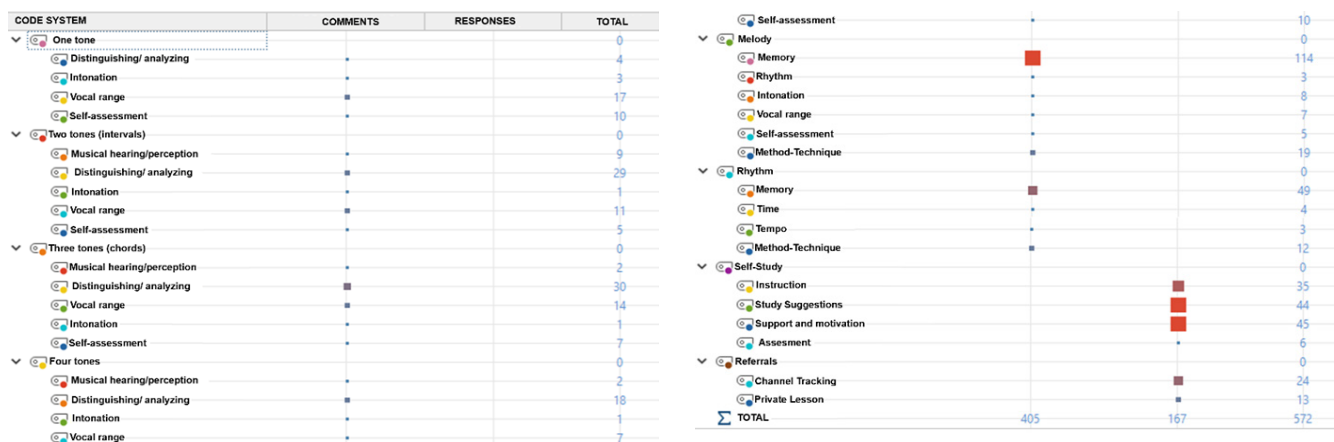 CODE SYSTEM COMMENTS RESPONSES TOTAL
One tone 0
Distinguishing/ analyzing 4
Intonation 3
Vocal range 17
Self-assessment 10
Two tones (intervals) 0
Musical hearing/perception 9
Distinguishing/ analyzing 29
Intonation 1
Vocal range 11
Self-assessment 5
Three tones (chords) 0
Musical hearing/perception 2
Distinguishing/ analyzing 30
Vocal range 14
Intonation 1
Self-assessment 7
Four tones 0
Musical hearing/perception 2
Distinguishing/ analyzing 18
Intonation 1
Vocal range 7
Self-assessment 10
Melody 0
Memory 114
Rhythm 3
Intonation 8
Vocal range 7
Self-assessment 5
Method-Technique 19
Rhythm 0
Memory 49
Time 4
Tempo 3
Method-Technique 12
Self-Study 0
Instruction 35
Study Suggestions 44
Support and motivation 45
Assesment 6
Referrals 0
Channel Tracking 24
Private Lesson 13
Σ TOTAL 405 167 572